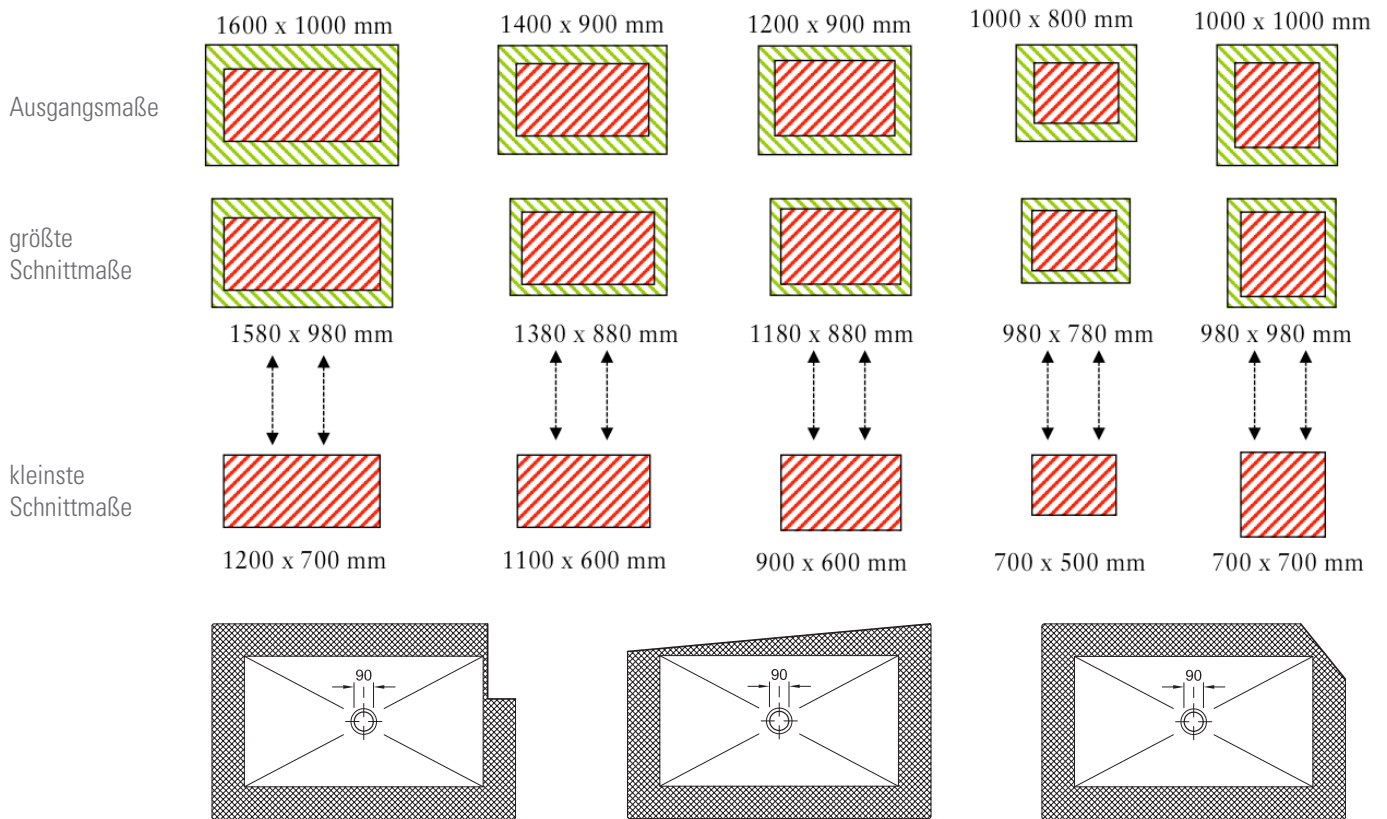 1600 x 1000 mm
1400 x 900 mm
1200 x 900 mm
1000 x 800 mm
1000 x 1000 mm
Ausgangsmaße
größte
Schnittmaße
1580 x 980 mm
1380 x 880 mm
1180 x 880 mm
980 x 780 mm
980 x 980 mm
kleinste
Schnittmaße
1200 x 700 mm
1100 x 600 mm
900 x 600 mm
700 x 500 mm
700 x 700 mm
90
90
90